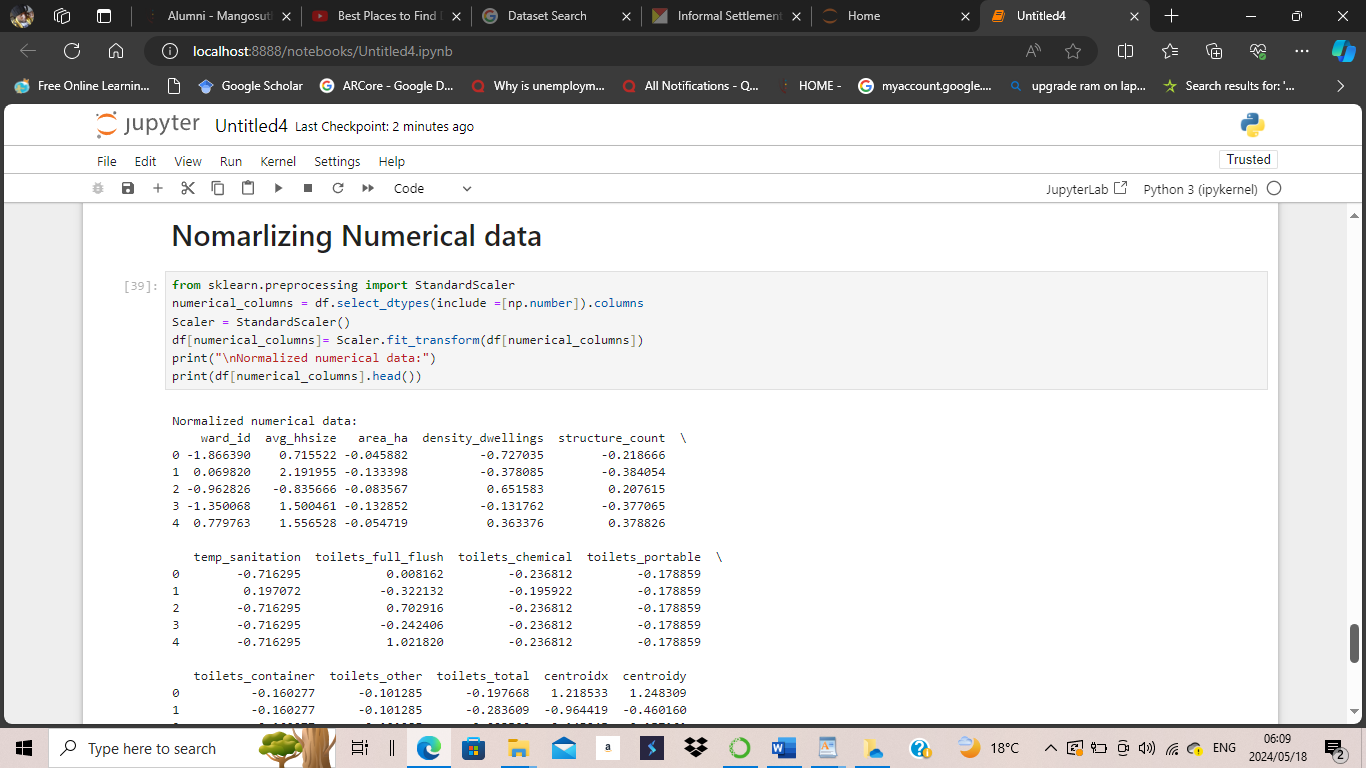 Alumni - Mangosut
Best Places to Find
Dataset Search
Informal Settlement
Home
Untitled4
localhost:8888/notebooks/Untitled4.ipynb
Free Online Learnin...
Google Scholar
ARCore - Google D...
Why is unemploym...
All Notifications - Q...
HOME -
myaccount.google....
upgrade ram on lap...
Search results for: '...
jupyter Untitled4 Last Checkpoint: 2 minutes ago
File Edit View Run Kernel Settings Help
Trusted
Code
JupyterLab
Python 3 (ipykernel)
Nomarlizing Numerical data
[39]:
from sklearn.preprocessing import StandardScaler
numerical_columns = df.select_dtypes(include =[np.number]).columns
Scaler = StandardScaler()
df[numerical_columns]= Scaler.fit_transform(df[numerical_columns])
print("\nNormalized numerical data:")
print(df[numerical_columns].head())
Normalized numerical data:
ward_id avg_hhsize area_ha density_dwellings structure_count \
0 -1.866390 0.715522 -0.045882 -0.727035 -0.218666
1 0.069820 2.191955 -0.133398 -0.378085 -0.384054
2 -0.962826 -0.835666 -0.083567 0.651583 0.207615
3 -1.350068 1.500461 -0.132852 -0.131762 -0.377065
4 0.779763 1.556528 -0.054719 0.363376 0.378826
temp_sanitation toilets_full_flush toilets_chemical toilets_portable \
0 -0.716295 0.008162 -0.236812 -0.178859
1 0.197072 -0.322132 -0.195922 -0.178859
2 -0.716295 0.702916 -0.236812 -0.178859
3 -0.716295 -0.242406 -0.236812 -0.178859
4 -0.716295 1.021820 -0.236812 -0.178859
toilets_container toilets_other toilets_total centroidx centroidy
0 -0.160277 -0.101285 -0.197668 1.218533 1.248309
1 -0.160277 -0.101285 -0.283609 -0.964419 -0.460160
Type here to search
a
18°C
ENG
06:09
2024/05/18
2